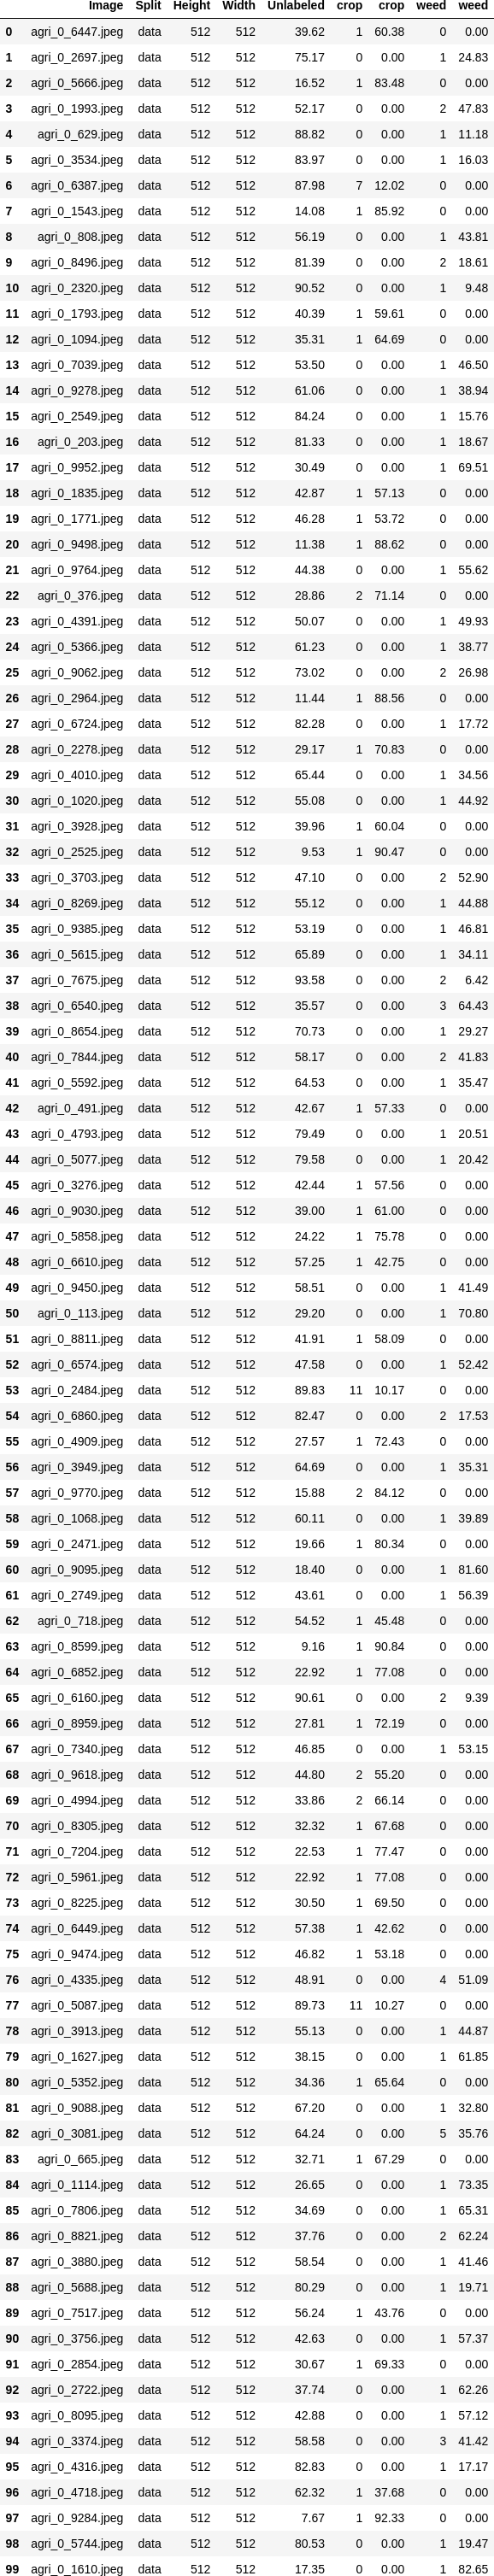 Image Split Height Width Unlabeled crop crop weed weed
0 agri_0_6447.jpeg data 512 512 39.62 1 60.38 0 0.00
1 agri_0_2697.jpeg data 512 512 75.17 0 0.00 1 24.83
2 agri_0_5666.jpeg data 512 512 16.52 1 83.48 0 0.00
3 agri_0_1993.jpeg data 512 512 52.17 0 0.00 2 47.83
4 agri_0_629.jpeg data 512 512 88.82 0 0.00 1 11.18
5 agri_0_3534.jpeg data 512 512 83.97 0 0.00 1 16.03
6 agri_0_6387.jpeg data 512 512 87.98 7 12.02 0 0.00
7 agri_0_1543.jpeg data 512 512 14.08 1 85.92 0 0.00
8 agri_0_808.jpeg data 512 512 56.19 0 0.00 1 43.81
9 agri_0_8496.jpeg data 512 512 81.39 0 0.00 2 18.61
10 agri_0_2320.jpeg data 512 512 90.52 0 0.00 1 9.48
11 agri_0_1793.jpeg data 512 512 40.39 1 59.61 0 0.00
12 agri_0_1094.jpeg data 512 512 35.31 1 64.69 0 0.00
13 agri_0_7039.jpeg data 512 512 53.50 0 0.00 1 46.50
14 agri_0_9278.jpeg data 512 512 61.06 0 0.00 1 38.94
15 agri_0_2549.jpeg data 512 512 84.24 0 0.00 1 15.76
16 agri_0_203.jpeg data 512 512 81.33 0 0.00 1 18.67
17 agri_0_9952.jpeg data 512 512 30.49 0 0.00 1 69.51
18 agri_0_1835.jpeg data 512 512 42.87 1 57.13 0 0.00
19 agri_0_1771.jpeg data 512 512 46.28 1 53.72 0 0.00
20 agri_0_9498.jpeg data 512 512 11.38 1 88.62 0 0.00
21 agri_0_9764.jpeg data 512 512 44.38 0 0.00 1 55.62
22 agri_0_376.jpeg data 512 512 28.86 2 71.14 0 0.00
23 agri_0_4391.jpeg data 512 512 50.07 0 0.00 1 49.93
24 agri_0_5366.jpeg data 512 512 61.23 0 0.00 1 38.77
25 agri_0_9062.jpeg data 512 512 73.02 0 0.00 2 26.98
26 agri_0_2964.jpeg data 512 512 11.44 1 88.56 0 0.00
27 agri_0_6724.jpeg data 512 512 82.28 0 0.00 1 17.72
28 agri_0_2278.jpeg data 512 512 29.17 1 70.83 0 0.00
29 agri_0_4010.jpeg data 512 512 65.44 0 0.00 1 34.56
30 agri_0_1020.jpeg data 512 512 55.08 0 0.00 1 44.92
31 agri_0_3928.jpeg data 512 512 39.96 1 60.04 0 0.00
32 agri_0_2525.jpeg data 512 512 9.53 1 90.47 0 0.00
33 agri_0_3703.jpeg data 512 512 47.10 0 0.00 2 52.90
34 agri_0_8269.jpeg data 512 512 55.12 0 0.00 1 44.88
35 agri_0_9385.jpeg data 512 512 53.19 0 0.00 1 46.81
36 agri_0_5615.jpeg data 512 512 65.89 0 0.00 1 34.11
37 agri_0_7675.jpeg data 512 512 93.58 0 0.00 2 6.42
38 agri_0_6540.jpeg data 512 512 35.57 0 0.00 3 64.43
39 agri_0_8654.jpeg data 512 512 70.73 0 0.00 1 29.27
40 agri_0_7844.jpeg data 512 512 58.17 0 0.00 2 41.83
41 agri_0_5592.jpeg data 512 512 64.53 0 0.00 1 35.47
42 agri_0_491.jpeg data 512 512 42.67 1 57.33 0 0.00
43 agri_0_4793.jpeg data 512 512 79.49 0 0.00 1 20.51
44 agri_0_5077.jpeg data 512 512 79.58 0 0.00 1 20.42
45 agri_0_3276.jpeg data 512 512 42.44 1 57.56 0 0.00
46 agri_0_9030.jpeg data 512 512 39.00 1 61.00 0 0.00
47 agri_0_5858.jpeg data 512 512 24.22 1 75.78 0 0.00
48 agri_0_6610.jpeg data 512 512 57.25 1 42.75 0 0.00
49 agri_0_9450.jpeg data 512 512 58.51 0 0.00 1 41.49
50 agri_0_113.jpeg data 512 512 29.20 0 0.00 1 70.80
51 agri_0_8811.jpeg data 512 512 41.91 1 58.09 0 0.00
52 agri_0_6574.jpeg data 512 512 47.58 0 0.00 1 52.42
53 agri_0_2484.jpeg data 512 512 89.83 11 10.17 0 0.00
54 agri_0_6860.jpeg data 512 512 82.47 0 0.00 2 17.53
55 agri_0_4909.jpeg data 512 512 27.57 1 72.43 0 0.00
56 agri_0_3949.jpeg data 512 512 64.69 0 0.00 1 35.31
57 agri_0_9770.jpeg data 512 512 15.88 2 84.12 0 0.00
58 agri_0_1068.jpeg data 512 512 60.11 0 0.00 1 39.89
59 agri_0_2471.jpeg data 512 512 19.66 1 80.34 0 0.00
60 agri_0_9095.jpeg data 512 512 18.40 0 0.00 1 81.60
61 agri_0_2749.jpeg data 512 512 43.61 0 0.00 1 56.39
62 agri_0_718.jpeg data 512 512 54.52 1 45.48 0 0.00
63 agri_0_8599.jpeg data 512 512 9.16 1 90.84 0 0.00
64 agri_0_6852.jpeg data 512 512 22.92 1 77.08 0 0.00
65 agri_0_6160.jpeg data 512 512 90.61 0 0.00 2 9.39
66 agri_0_8959.jpeg data 512 512 27.81 1 72.19 0 0.00
67 agri_0_7340.jpeg data 512 512 46.85 0 0.00 1 53.15
68 agri_0_9618.jpeg data 512 512 44.80 2 55.20 0 0.00
69 agri_0_4994.jpeg data 512 512 33.86 2 66.14 0 0.00
70 agri_0_8305.jpeg data 512 512 32.32 1 67.68 0 0.00
71 agri_0_7204.jpeg data 512 512 22.53 1 77.47 0 0.00
72 agri_0_5961.jpeg data 512 512 22.92 1 77.08 0 0.00
73 agri_0_8225.jpeg data 512 512 30.50 1 69.50 0 0.00
74 agri_0_6449.jpeg data 512 512 57.38 1 42.62 0 0.00
75 agri_0_9474.jpeg data 512 512 46.82 1 53.18 0 0.00
76 agri_0_4335.jpeg data 512 512 48.91 0 0.00 4 51.09
77 agri_0_5087.jpeg data 512 512 89.73 11 10.27 0 0.00
78 agri_0_3913.jpeg data 512 512 55.13 0 0.00 1 44.87
79 agri_0_1627.jpeg data 512 512 38.15 0 0.00 1 61.85
80 agri_0_5352.jpeg data 512 512 34.36 1 65.64 0 0.00
81 agri_0_9088.jpeg data 512 512 67.20 0 0.00 1 32.80
82 agri_0_3081.jpeg data 512 512 64.24 0 0.00 5 35.76
83 agri_0_665.jpeg data 512 512 32.71 1 67.29 0 0.00
84 agri_0_1114.jpeg data 512 512 26.65 0 0.00 1 73.35
85 agri_0_7806.jpeg data 512 512 34.69 0 0.00 1 65.31
86 agri_0_8821.jpeg data 512 512 37.76 0 0.00 2 62.24
87 agri_0_3880.jpeg data 512 512 58.54 0 0.00 1 41.46
88 agri_0_5688.jpeg data 512 512 80.29 0 0.00 1 19.71
89 agri_0_7517.jpeg data 512 512 56.24 1 43.76 0 0.00
90 agri_0_3756.jpeg data 512 512 42.63 0 0.00 1 57.37
91 agri_0_2854.jpeg data 512 512 30.67 1 69.33 0 0.00
92 agri_0_2722.jpeg data 512 512 37.74 0 0.00 1 62.26
93 agri_0_8095.jpeg data 512 512 42.88 0 0.00 1 57.12
94 agri_0_3374.jpeg data 512 512 58.58 0 0.00 3 41.42
95 agri_0_4316.jpeg data 512 512 82.83 0 0.00 1 17.17
96 agri_0_4718.jpeg data 512 512 62.32 1 37.68 0 0.00
97 agri_0_9284.jpeg data 512 512 7.67 1 92.33 0 0.00
98 agri_0_5744.jpeg data 512 512 80.53 0 0.00 1 19.47
99 agri_0_1610.jpeg data 512 512 17.35 0 0.00 1 82.65